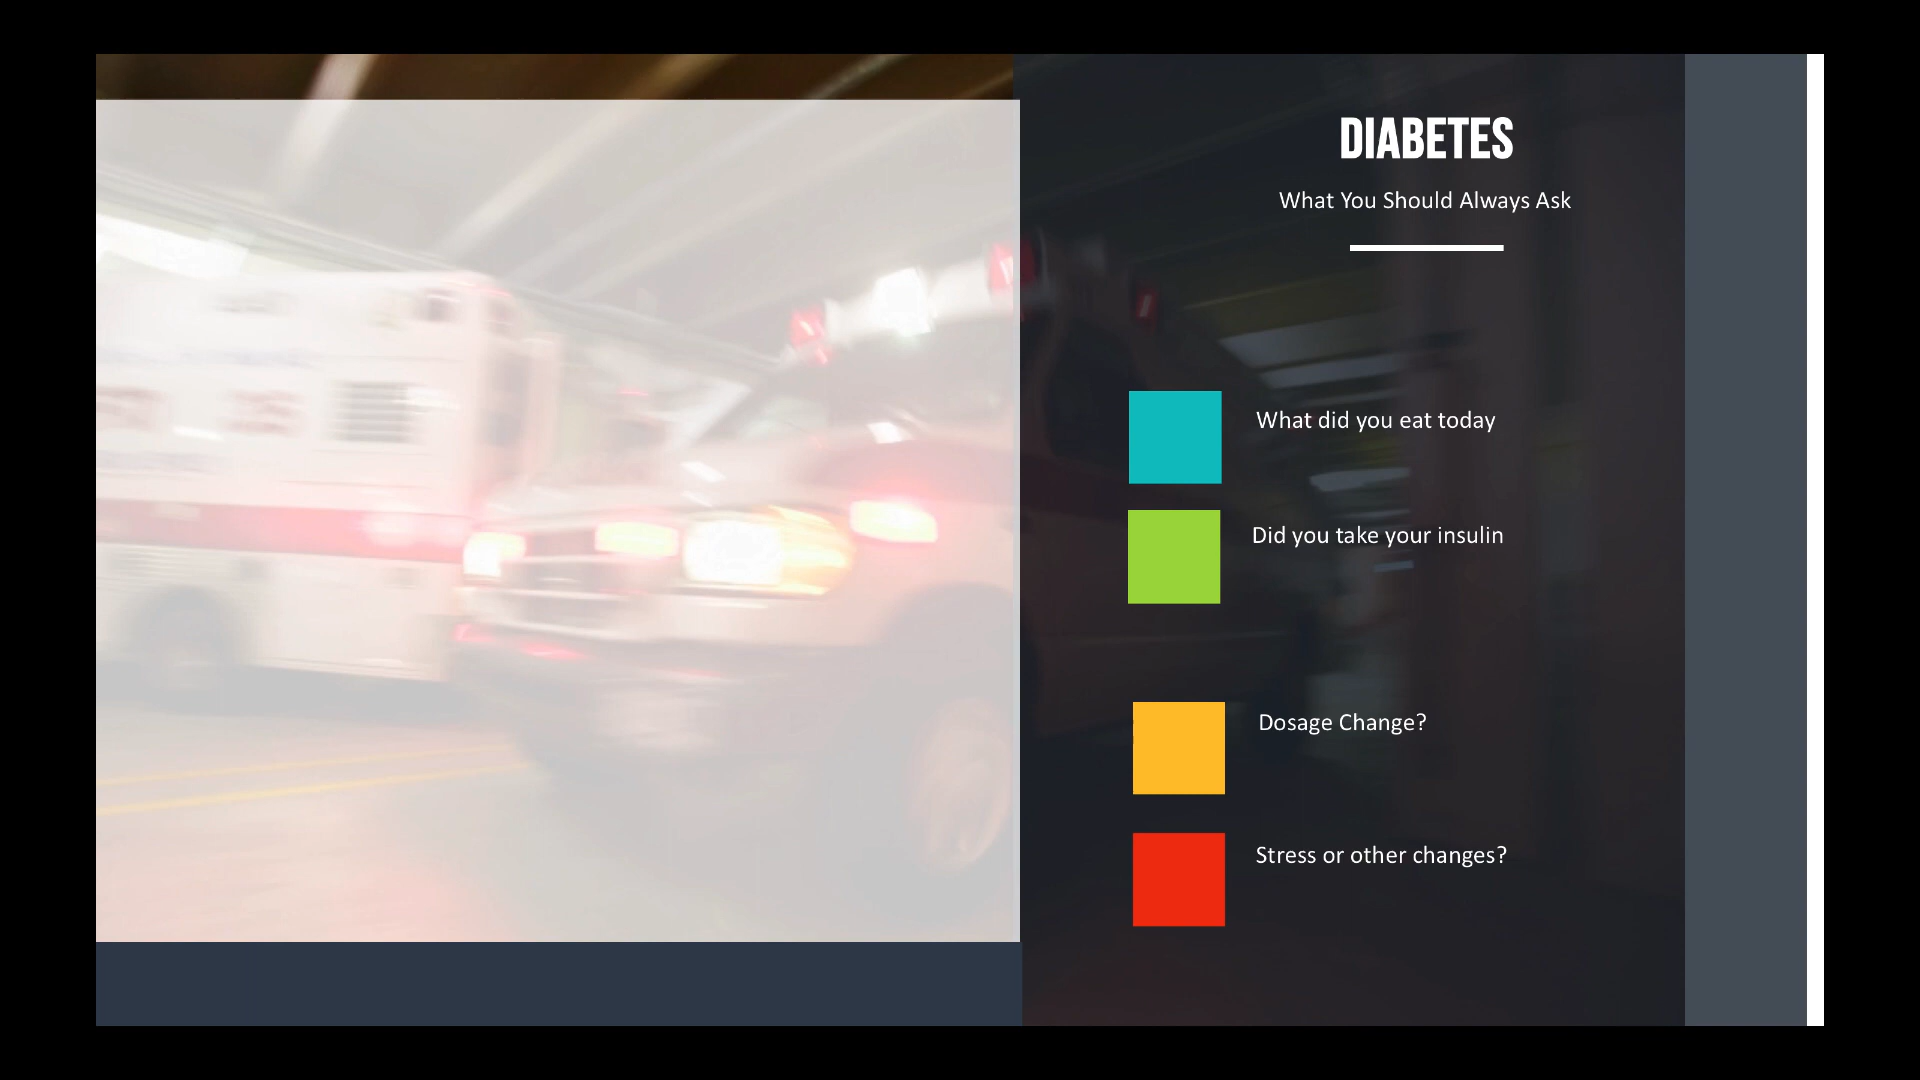 DIABETES
What You Should Always Ask
What did you eat today
Did you take your insulin
Dosage Change?
Stress or other changes?